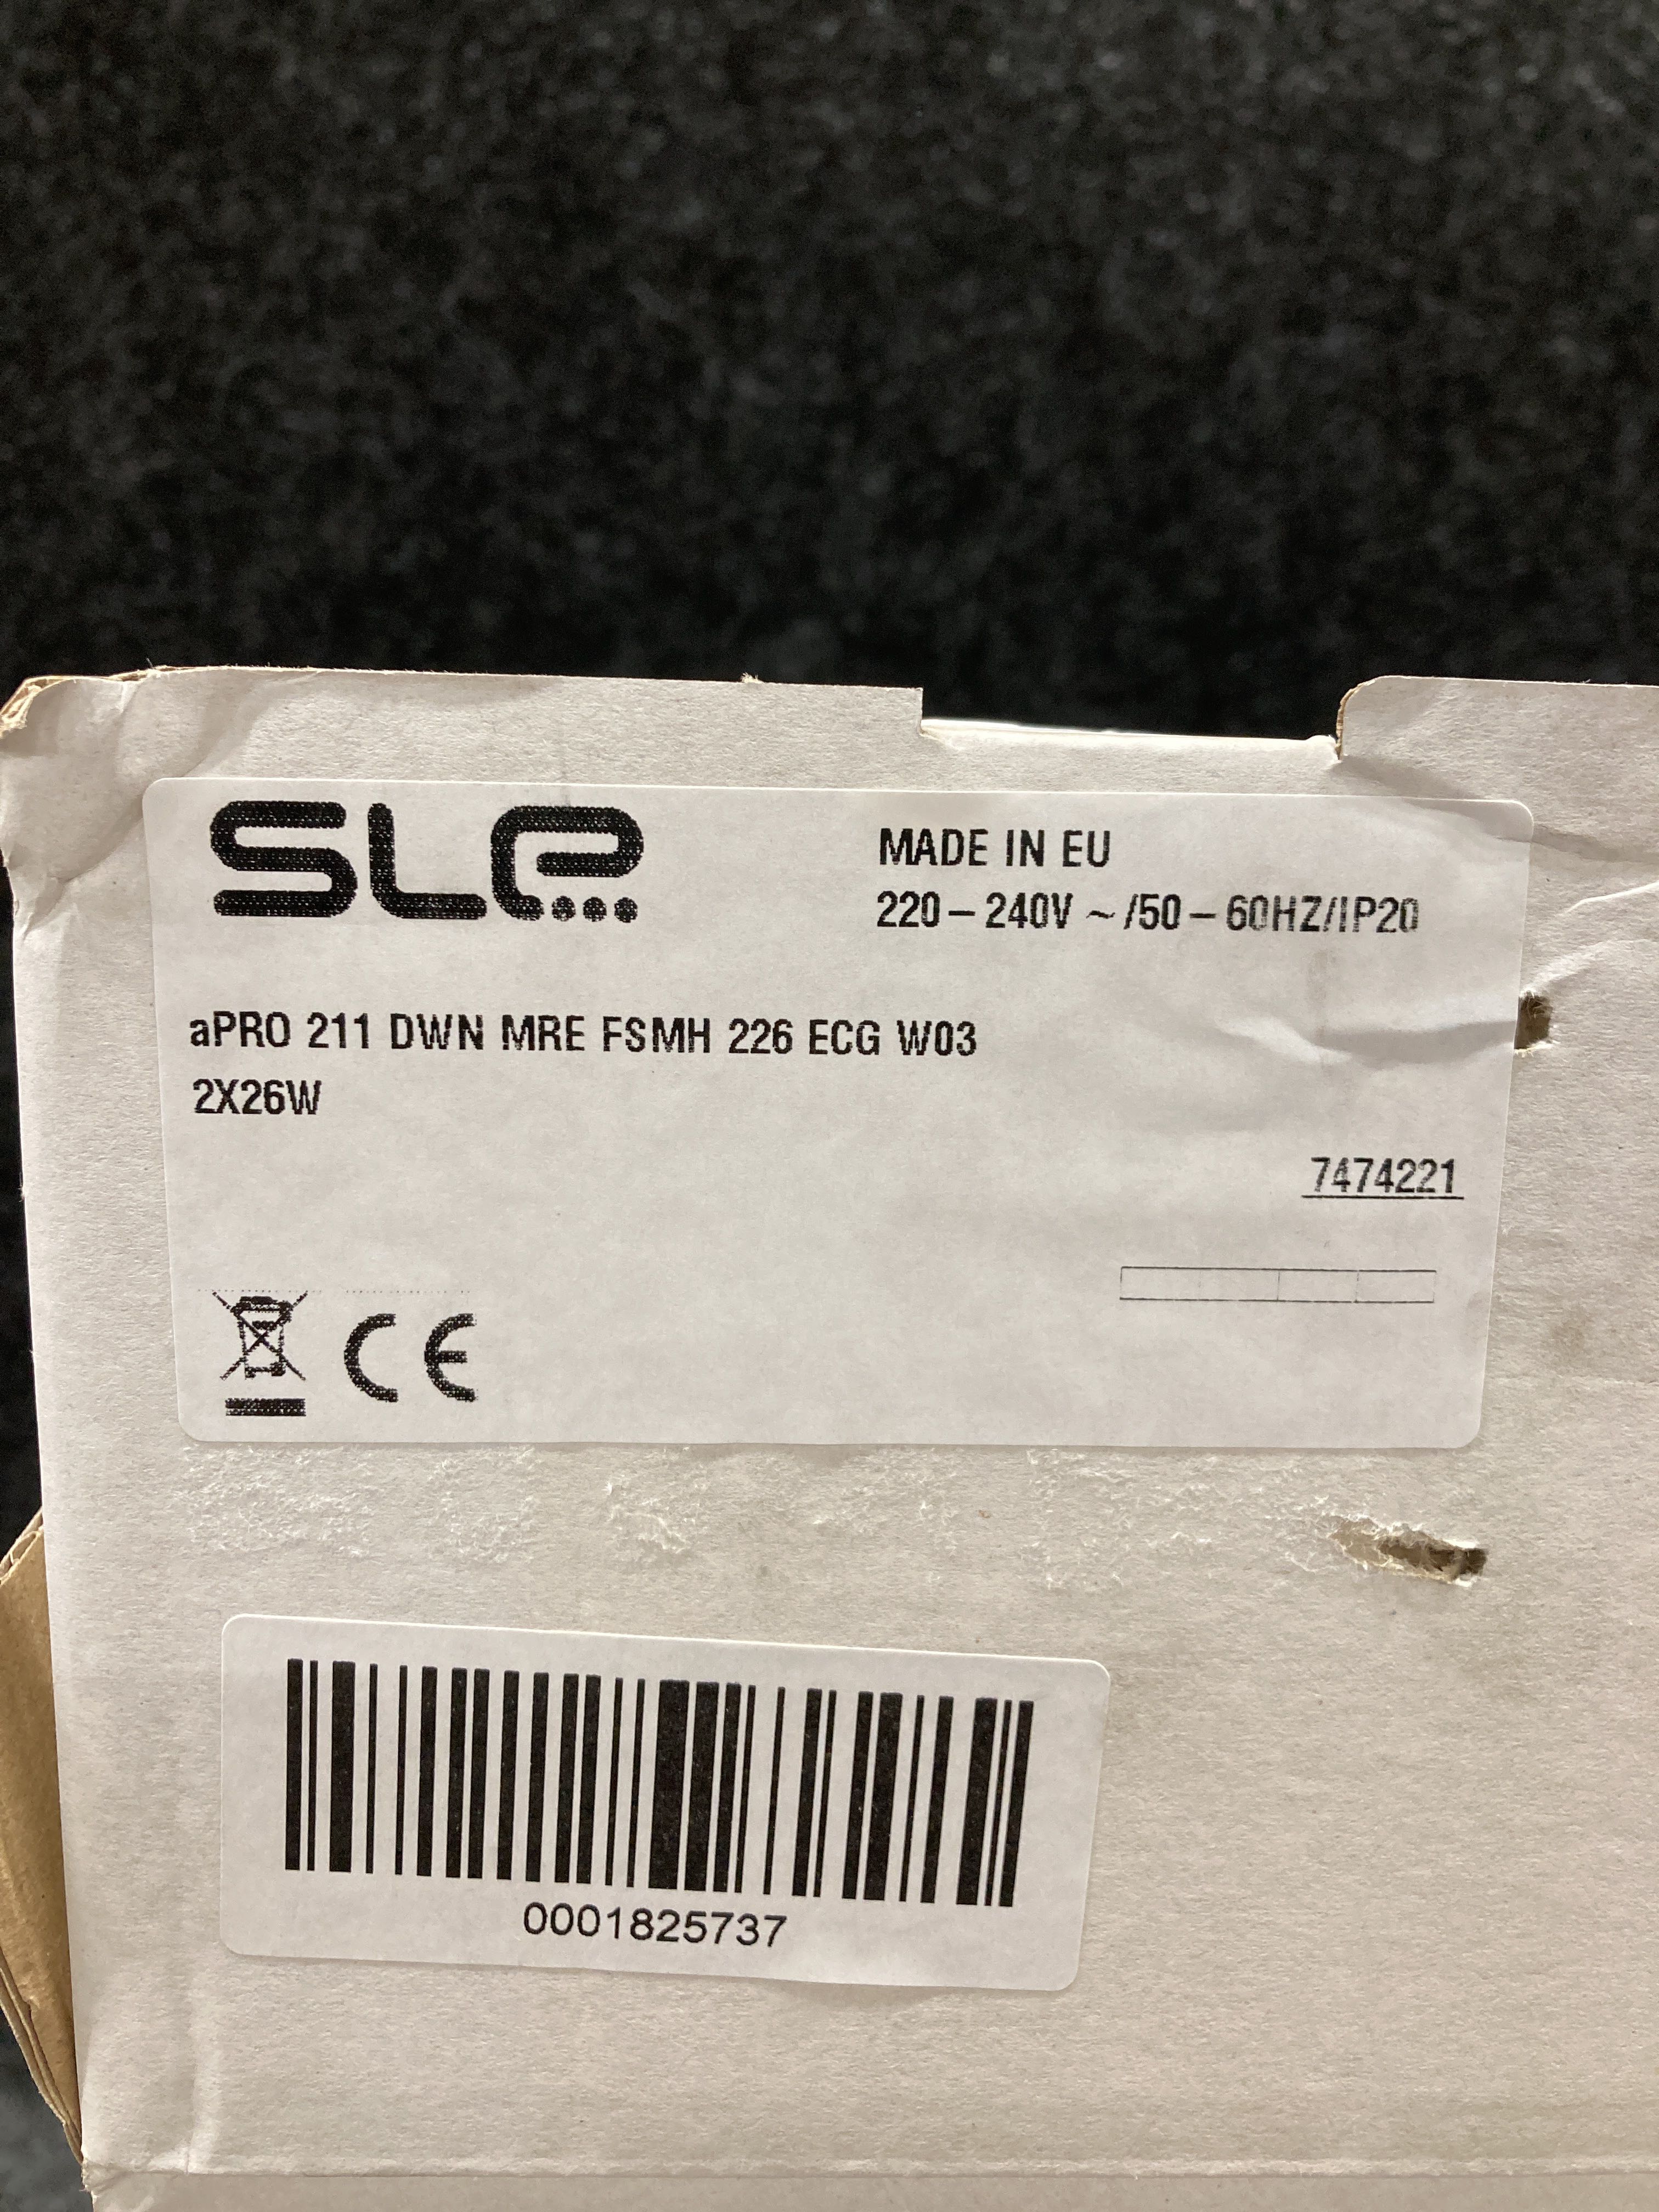 SLE
MADE IN EU
220 – 240V ~ /50 – 60HZ/IP20
aPRO 211 DWN MRE FSMH 226 ECG W03
2X26W
7474221
CE
0001825737